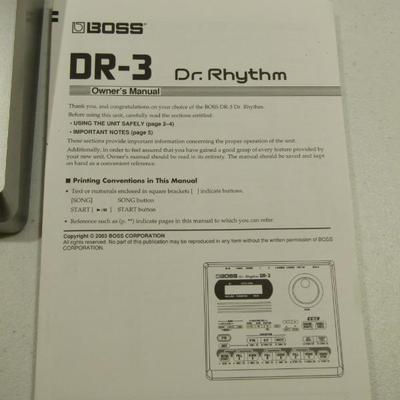 BOSS
DR-3 Dr. Rhythm
Owner's Manual
Thank you, and congratulations on your choice of the BOSS DR-3 Dr. Rhythm.
Before using this unit, carefully read the sections entitled:
• USING THE UNIT SAFELY (page 2–4)
• IMPORTANT NOTES (page 5)
These sections provide important information concerning the proper operation of the unit.
Additionally, in order to feel assured that you have gained a good grasp of every feature provided by
your new unit, Owner's manual should be read in its entirety. The manual should be saved and kept
on hand as a convenient reference.
■ Printing Conventions in This Manual
• Text or numerals enclosed in square brackets [ ] indicate buttons.
[SONG] SONG button
START [ ►/■ ] START button
• Reference such as (p. **) indicate pages in this manual to which you can refer.
Copyright © 2003 BOSS CORPORATION
All rights reserved. No part of this publication may be reproduced in any form without the written permission of BOSS
CORPORATION.
BOSS Dr. Rhythm DR-3